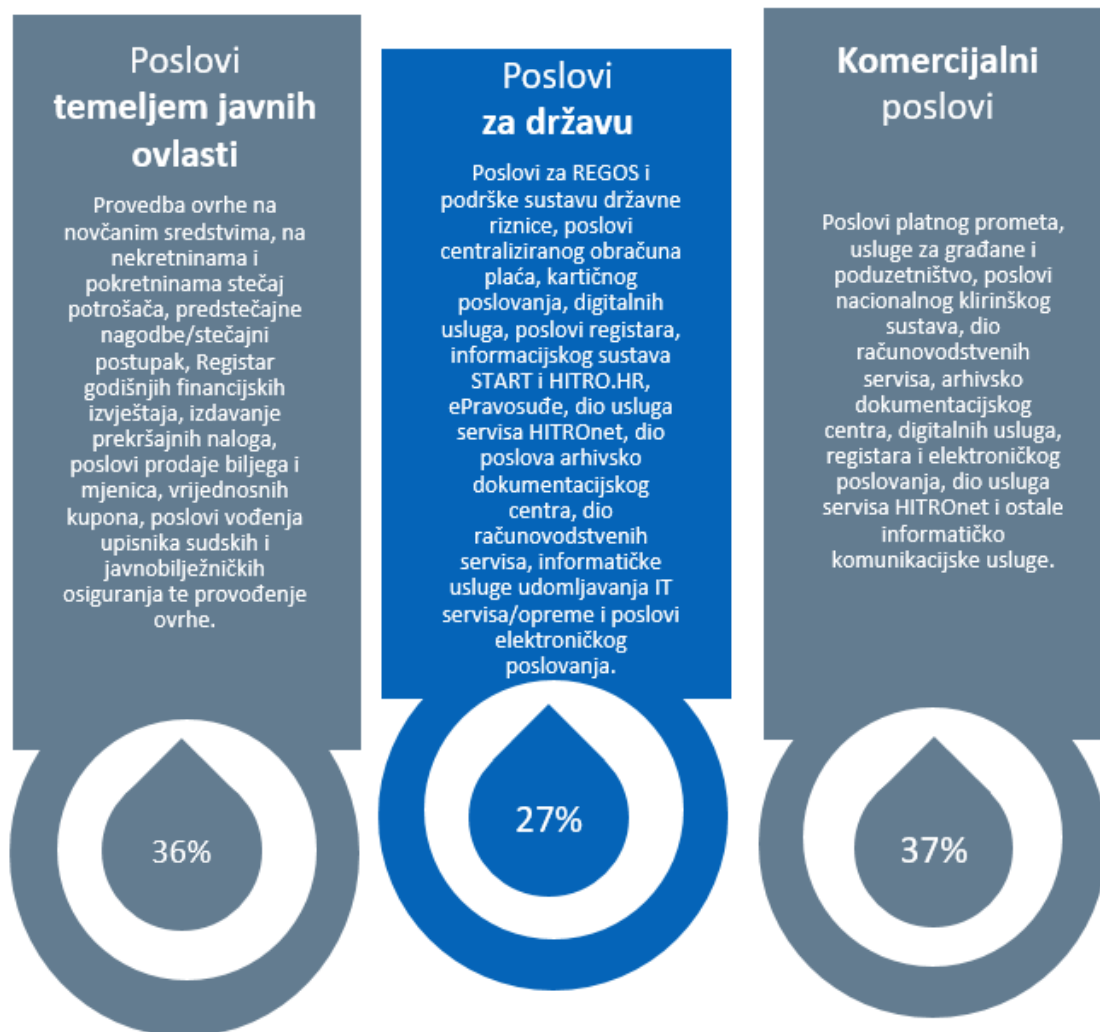 Poslovi
temeljem javnih
ovlasti
Provedba ovrhe na
novčanim sredstvima, na
nekretninama i
pokretninama stečaj
potrošača, predstečajne
nagodbe/stečajni
postupak, Registar
godišnjih financijskih
izvještaja, izdavanje
prekršajnih naloga,
poslovi prodaje biljega i
mjenica, vrijednosnih
kupona, poslovi vođenja
upisnika sudskih i
javnobilježničkih
osiguranja te provođenje
ovrhe.
36%
Poslovi
za državu
Poslovi za REGOS i
podrške sustavu državne
riznice, poslovi
centraliziranog obračuna
plaća, kartičnog
poslovanja, digitalnih
usluga, poslovi registara,
informacijskog sustava
START i HITRO.HR,
ePravosuđe, dio usluga
servisa HITROnet, dio
poslova arhivsko
dokumentacijskog
centra, dio
računovodstvenih
servisa, informatičke
usluge udomljavanja IT
servisa/opreme i poslovi
elektroničkog
poslovanja.
27%
Komercijalni
poslovi
Poslovi platnog prometa,
usluge za građane i
poduzetništvo, poslovi
nacionalnog klirinškog
sustava, dio
računovodstvenih
servisa, arhivsko
dokumentacijskog
centra, digitalnih usluga,
registara i elektroničkog
poslovanja, dio usluga
servisa HITROnet i ostale
informatičko
komunikacijske usluge.
37%